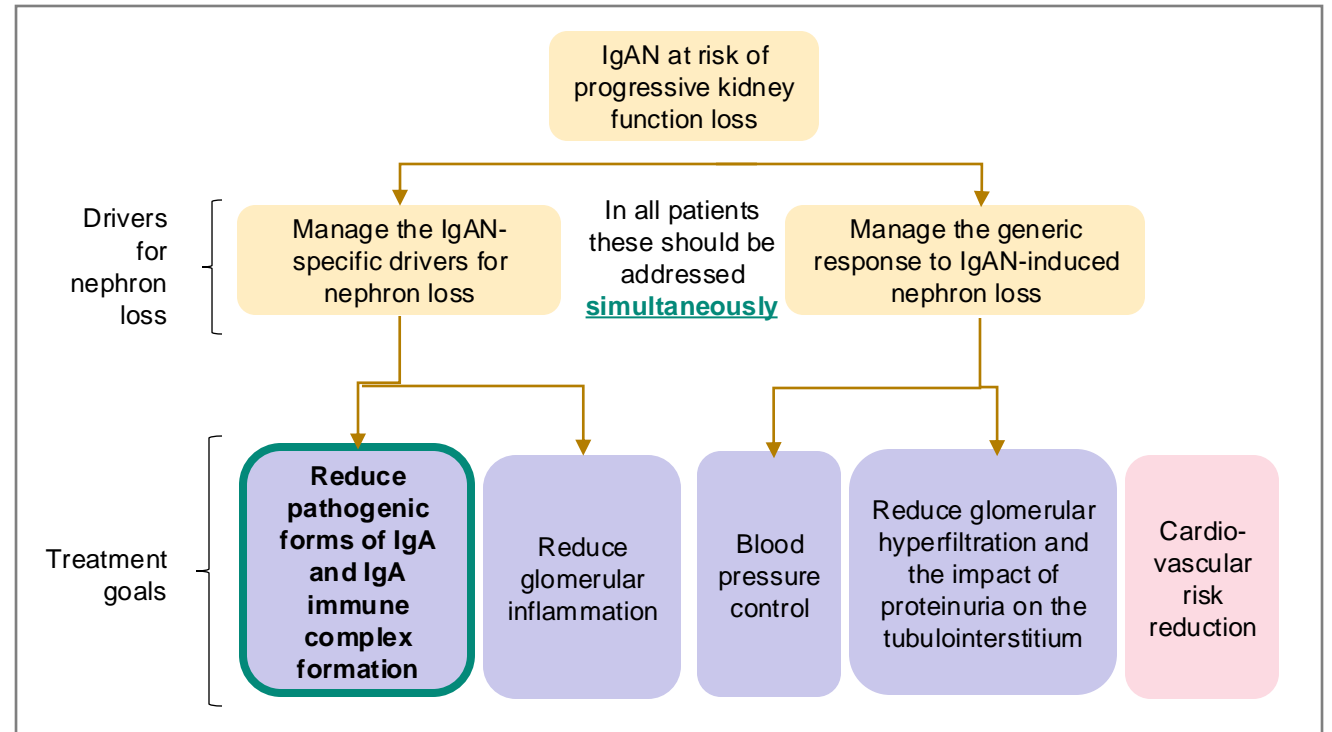 IgAN at risk of
progressive kidney
function loss
Drivers
for
nephron
loss
Manage the IgAN-
specific drivers for
nephron loss
In all patients
these should be
addressed
simultaneously
Manage the generic
response to IgAN-induced
nephron loss
Treatment
goals
Reduce
pathogenic
forms of IgA
and IgA
immune
complex
formation
Reduce
glomerular
inflammation
Blood
pressure
control
Reduce glomerular
hyperfiltration and
the impact of
proteinuria on the
tubulointerstitium
Cardio-
vascular
risk
reduction